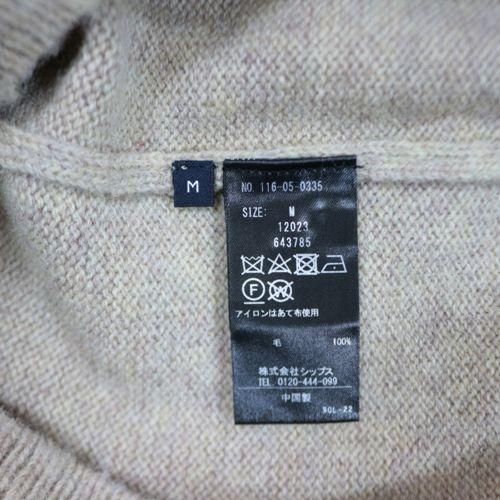 M
NO. 116-05-0335
SIZE: M
12023
643785
F W
アイロンはあて布使用
毛 100%
株式会社シップス
TEL 0120-444-099
中国製
90L-22